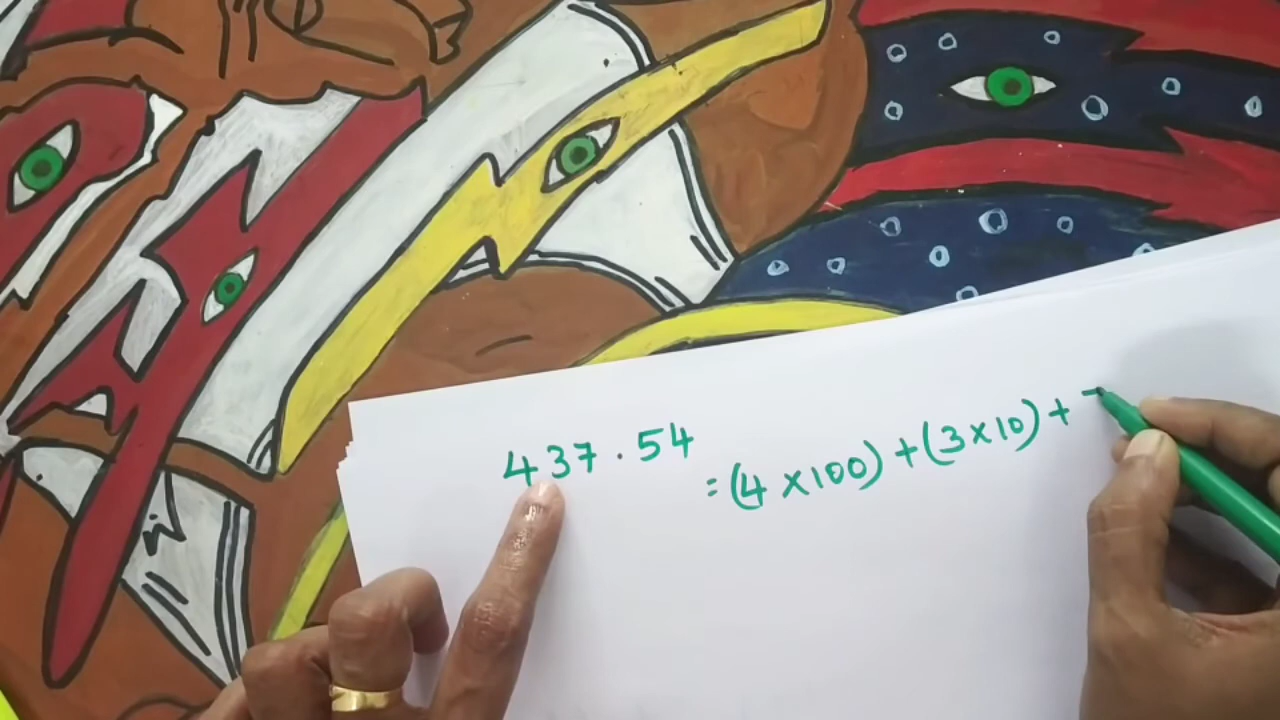 437.54 = (4 × 100) + (3 × 10) +